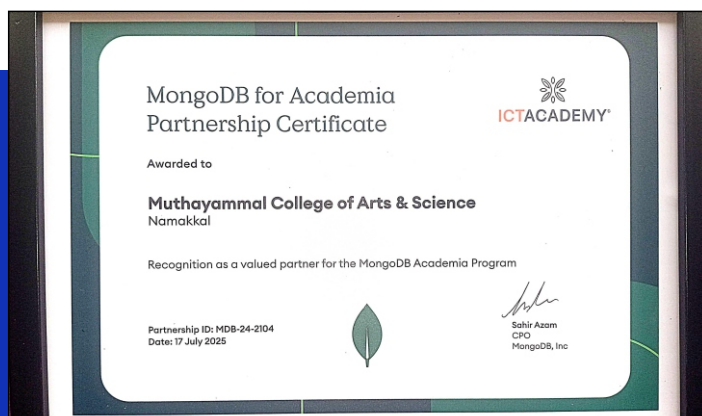 MongoDB for Academia
Partnership Certificate
ICTACADEMY®
Awarded to
Muthayammal College of Arts & Science
Namakkal
Recognition as a valued partner for the MongoDB Academia Program
Partnership ID: MDB-24-2104
Date: 17 July 2025
Sahir Azam
CPO
MongoDB, Inc